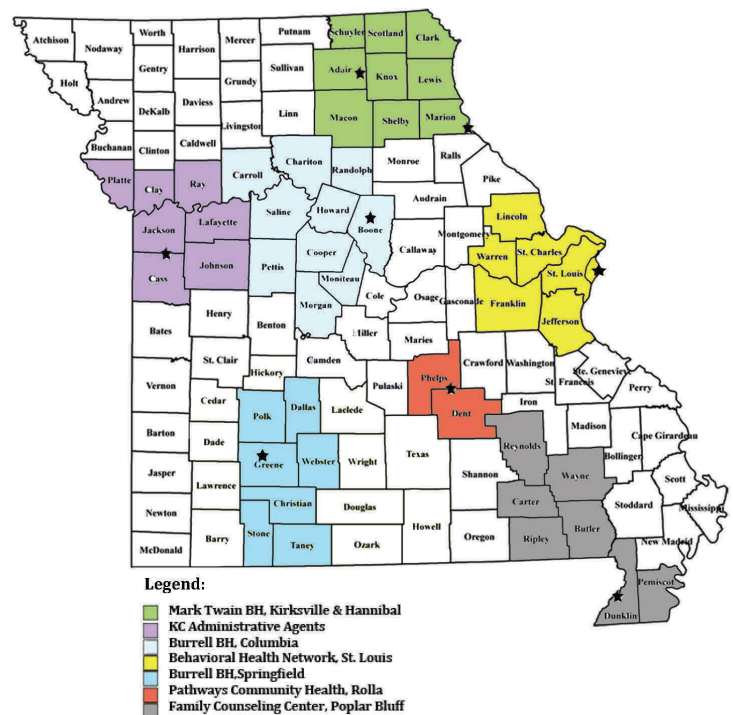 Atchison
Nodaway
Worth
Harrison
Mercer
Putnam
Schuyler
Scotland
Clark
Holt
Gentry
Grundy
Sullivan
Adair
Knox
Lewis
Andrew
DeKalb
Daviess
Livingston
Linn
Macon
Shelby
Marion
Buchanan
Clinton
Caldwell
Carroll
Chariton
Randolph
Monroe
Ralls
Pike
Platte
Clay
Ray
Audrain
Jackson
Lafayette
Saline
Howard
Boone
Callaway
Montgomery
Lincoln
Warren
St. Charles
St. Louis
Cass
Johnson
Pettis
Cooper
Moniteau
Morgan
Cole
Osage
Gasconade
Franklin
Jefferson
Bates
Henry
Benton
Miller
Maries
St. Clair
Hickory
Camden
Pulaski
Phelps
Crawford
Washington
St. Francois
Ste. Genevieve
Perry
Vernon
Cedar
Polk
Dallas
Laclede
Dent
Iron
Madison
Cape Girardeau
Bollinger
Barton
Dade
Greene
Webster
Wright
Texas
Shannon
Reynolds
Wayne
Scott
Mississippi
Jasper
Lawrence
Christian
Douglas
Howell
Carter
Butler
Stoddard
Newton
Stone
McDonald
Barry
Taney
Ozark
Oregon
Ripley
New Madrid
Pemiscot
Dunklin
Legend:
Mark Twain BH, Kirksville & Hannibal
KC Administrative Agents
Burrell BH, Columbia
Behavioral Health Network, St. Louis
Burrell BH,Springfield
Pathways Community Health, Rolla
Family Counseling Center, Poplar Bluff